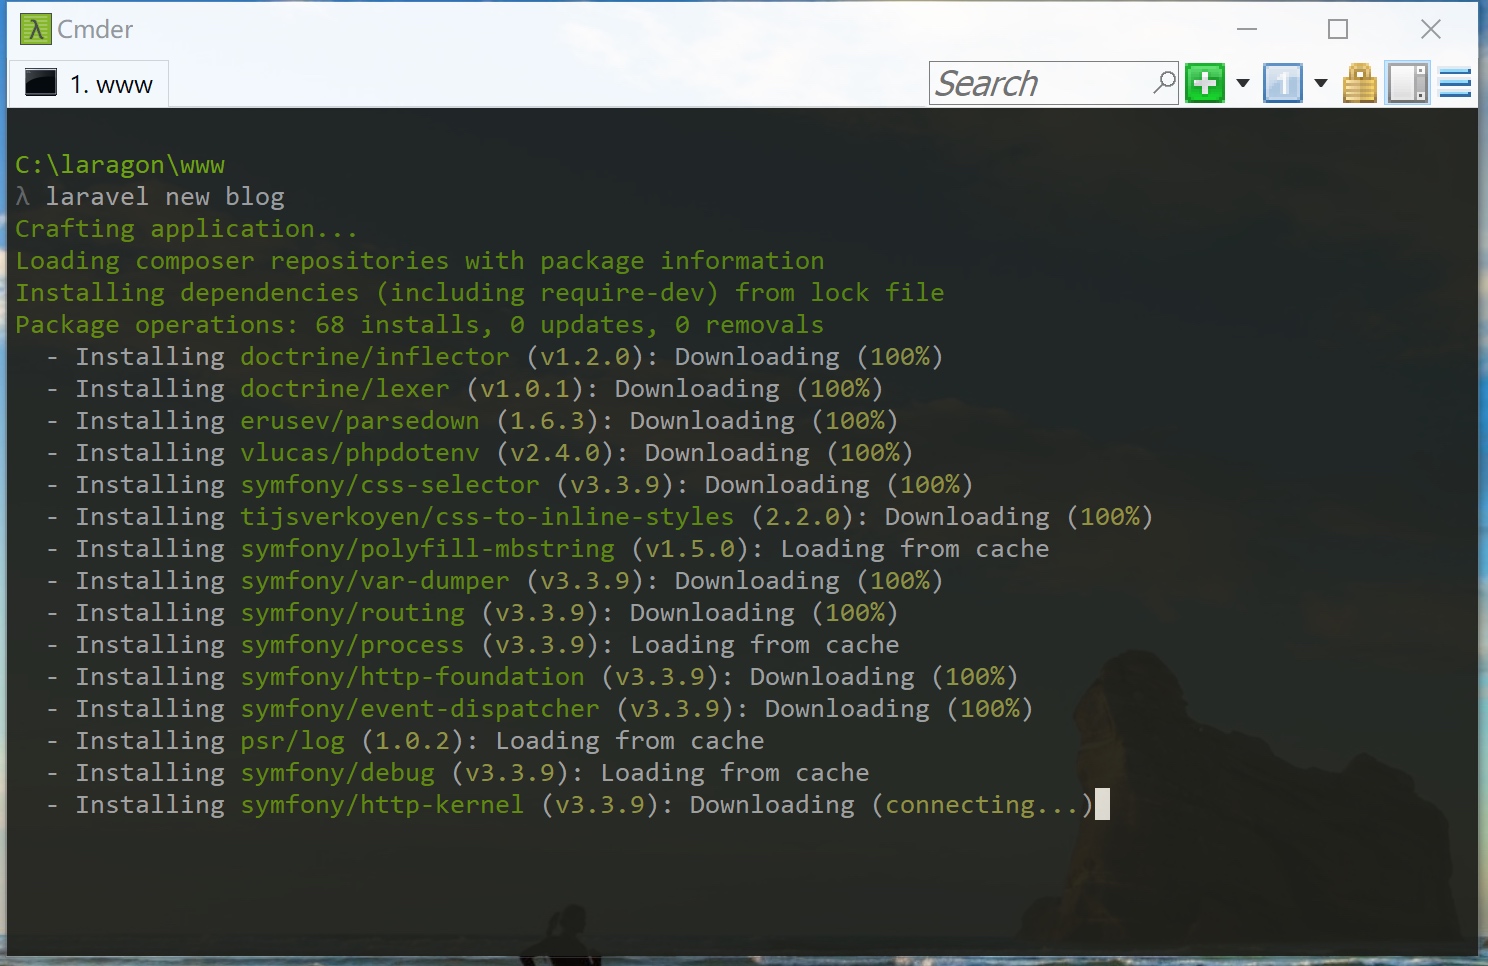 Cmder
1. www
Search
1
C:\laragon\www
λ laravel new blog
Crafting application...
Loading composer repositories with package information
Installing dependencies (including require-dev) from lock file
Package operations: 68 installs, 0 updates, 0 removals
- Installing doctrine/inflector (v1.2.0): Downloading (100%)
- Installing doctrine/lexer (v1.0.1): Downloading (100%)
- Installing erusev/parsedown (1.6.3): Downloading (100%)
- Installing vlucas/phpdotenv (v2.4.0): Downloading (100%)
- Installing symfony/css-selector (v3.3.9): Downloading (100%)
- Installing tijsverkoyen/css-to-inline-styles (2.2.0): Downloading (100%)
- Installing symfony/polyfill-mbstring (v1.5.0): Loading from cache
- Installing symfony/var-dumper (v3.3.9): Downloading (100%)
- Installing symfony/routing (v3.3.9): Downloading (100%)
- Installing symfony/process (v3.3.9): Loading from cache
- Installing symfony/http-foundation (v3.3.9): Downloading (100%)
- Installing symfony/event-dispatcher (v3.3.9): Downloading (100%)
- Installing psr/log (1.0.2): Loading from cache
- Installing symfony/debug (v3.3.9): Loading from cache
- Installing symfony/http-kernel (v3.3.9): Downloading (connecting...)